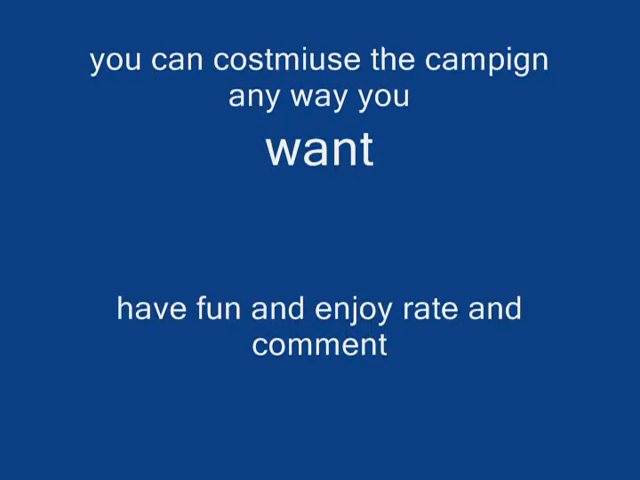 you can costmiuse the campign
any way you
want
have fun and enjoy rate and
comment